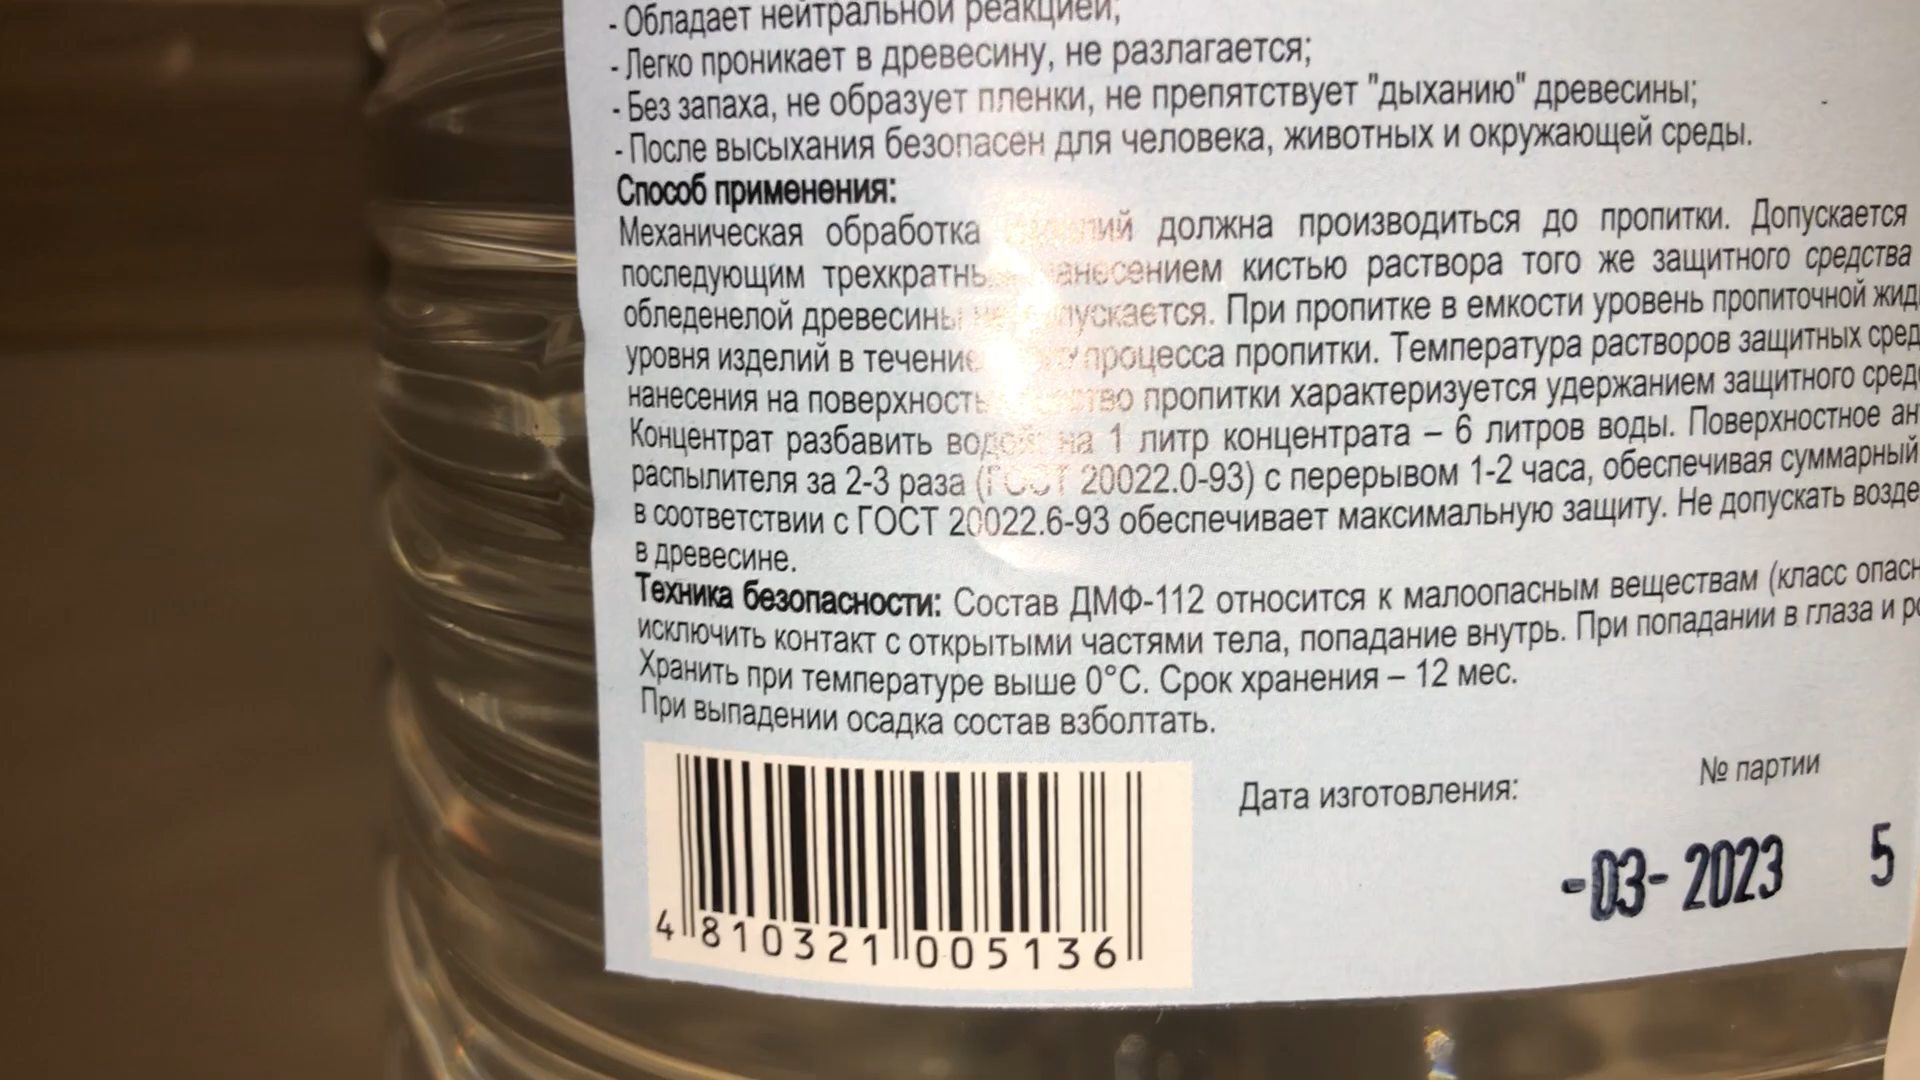 - Обладает нейтральной реакцией;
- Легко проникает в древесину, не разлагается;
- Без запаха, не образует пленки, не препятствует "дыханию" древесины;
- После высыхания безопасен для человека, животных и окружающей среды.
Способ применения:
Механическая обработка изделий должна производиться до пропитки. Допускается
последующим трехкратным нанесением кистью раствора того же защитного средства
обледенелой древесины не допускается. При пропитке в емкости уровень пропиточной
уровня изделий в течение процесса пропитки. Температура растворов защитных
нанесения на поверхность пропитки характеризуется удержанием защитного
Концентрат разбавить водой: на 1 литр концентрата – 6 литров воды. Поверхностное
распылителя за 2-3 раза (ГОСТ 20022.0-93) с перерывом 1-2 часа, обеспечивая суммарный
в соответствии с ГОСТ 20022.6-93 обеспечивает максимальную защиту. Не допускать
в древесине.
Техника безопасности: Состав ДМФ-112 относится к малоопасным веществам (класс
исключить контакт с открытыми частями тела, попадание внутрь. При попадании в глаза и
Хранить при температуре выше 0°С. Срок хранения – 12 мес.
При выпадении осадка состав взболтать.
Дата изготовления: № партии
-03- 2023 5
4 810321 005136